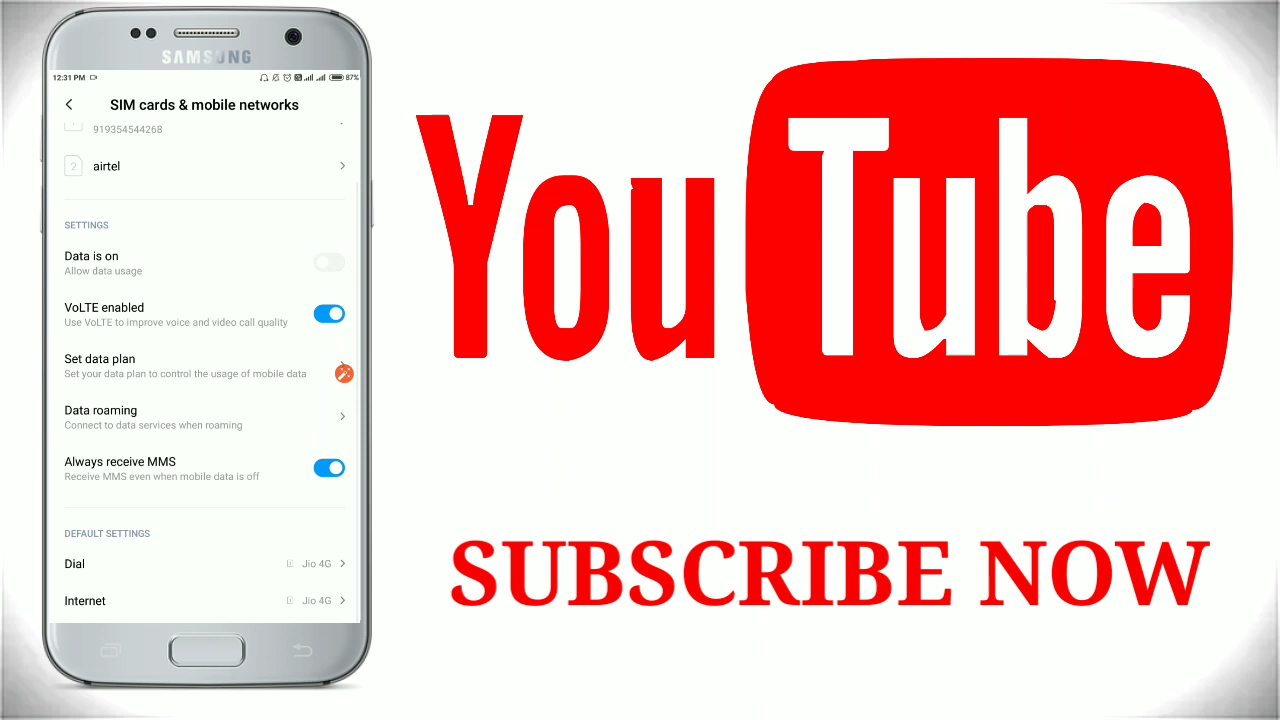 SAMSUNG
12:31 PM
87%
SIM cards & mobile networks
919354544268
2 airtel
SETTINGS
Data is on
Allow data usage
VoLTE enabled
Use VoLTE to improve voice and video call quality
Set data plan
Set your data plan to control the usage of mobile data
Data roaming
Connect to data services when roaming
Always receive MMS
Receive MMS even when mobile data is off
DEFAULT SETTINGS
Dial 1 Jio 4G
Internet 1 Jio 4G
YouTube
SUBSCRIBE NOW